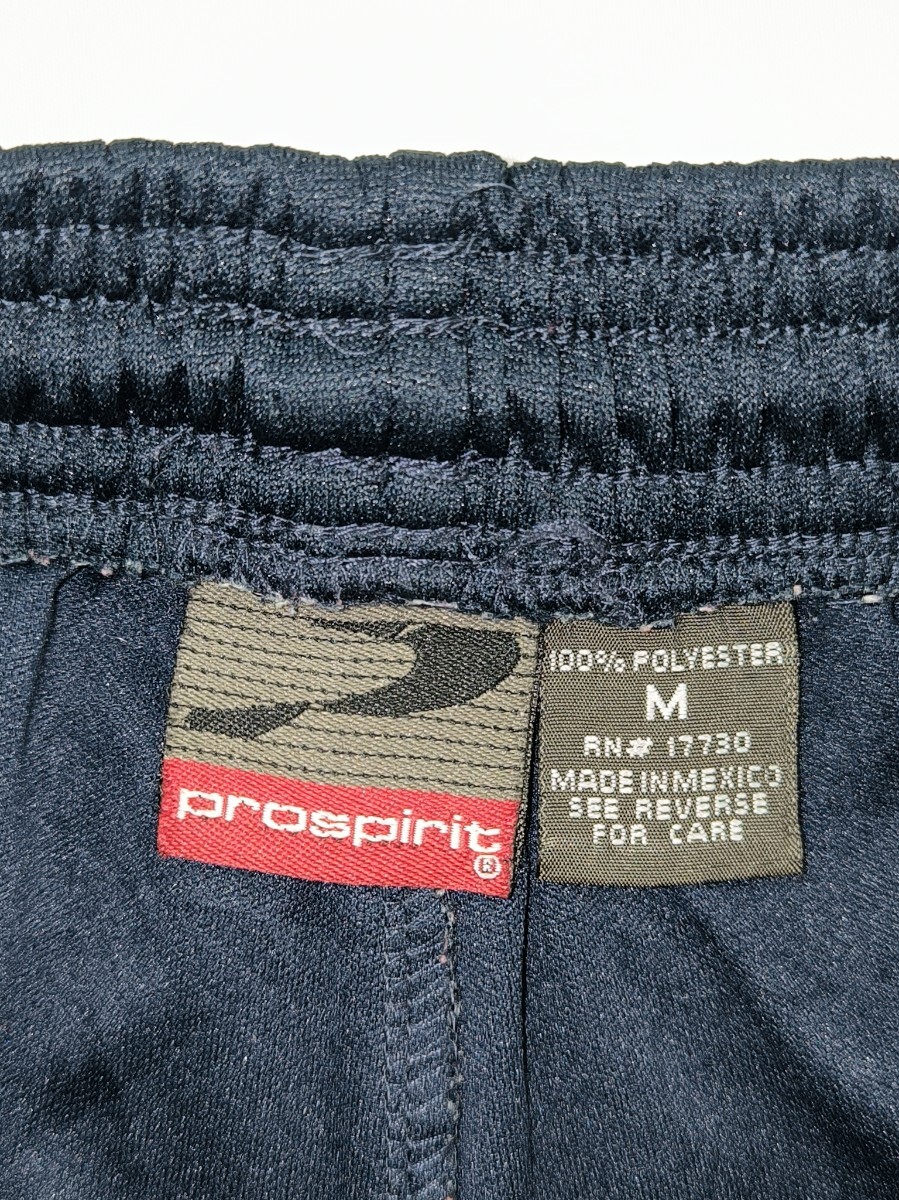 prospirit®
100% POLYESTER
M
RN# 17730
MADE IN MEXICO
SEE REVERSE
FOR CARE